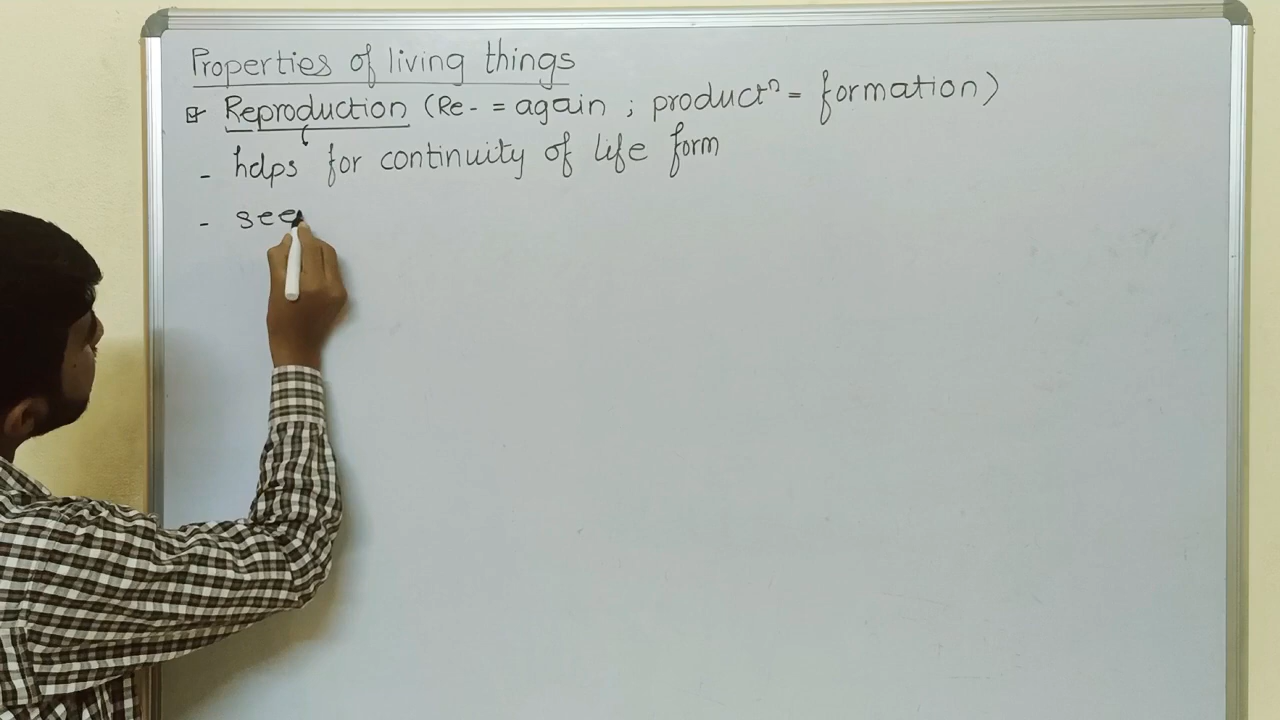 Properties of living things
Reproduction (Re- = again ; productⁿ = formation)
- helps for continuity of life form
- see